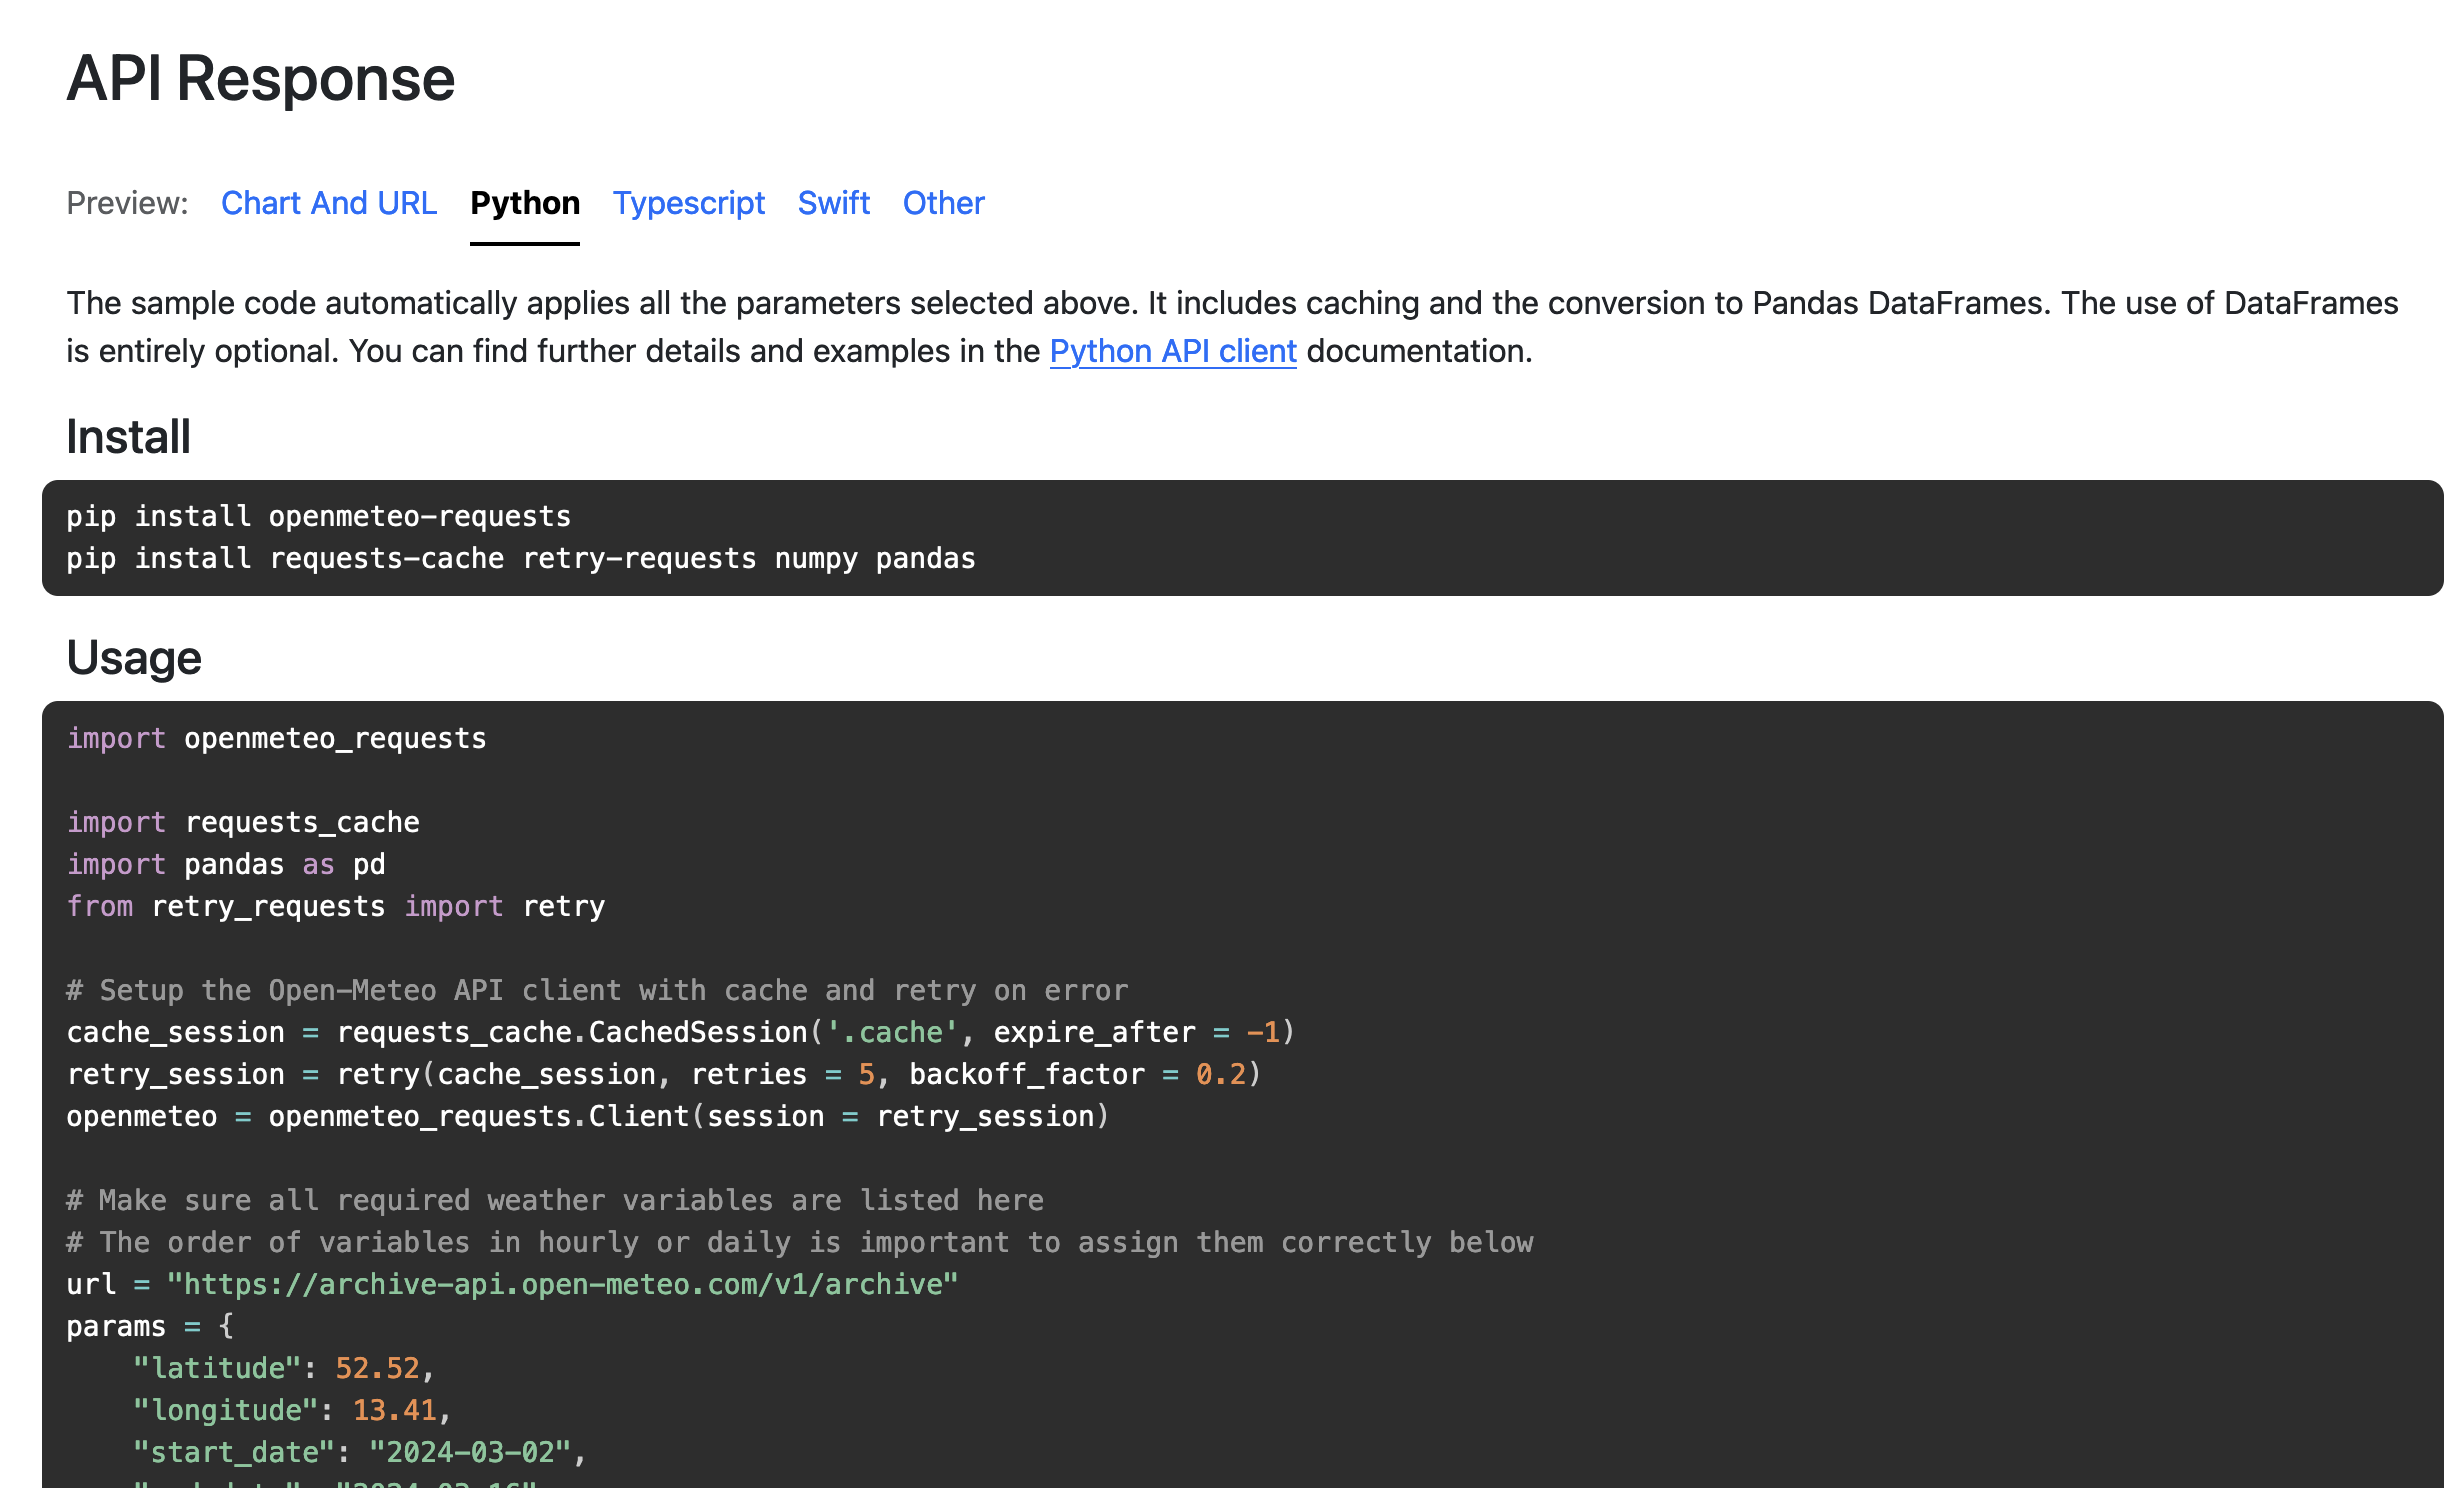 API Response
Preview: Chart And URL Python Typescript Swift Other
The sample code automatically applies all the parameters selected above. It includes caching and the conversion to Pandas DataFrames. The use of DataFrames
is entirely optional. You can find further details and examples in the Python API client documentation.
Install
pip install openmeteo-requests
pip install requests-cache retry-requests numpy pandas
Usage
import openmeteo_requests
import requests_cache
import pandas as pd
from retry_requests import retry
# Setup the Open-Meteo API client with cache and retry on error
cache_session = requests_cache.CachedSession('.cache', expire_after = -1)
retry_session = retry(cache_session, retries = 5, backoff_factor = 0.2)
openmeteo = openmeteo_requests.Client(session = retry_session)
# Make sure all required weather variables are listed here
# The order of variables in hourly or daily is important to assign them correctly below
url = "https://archive-api.open-meteo.com/v1/archive"
params = {
    "latitude": 52.52,
    "longitude": 13.41,
    "start_date": "2024-03-02",